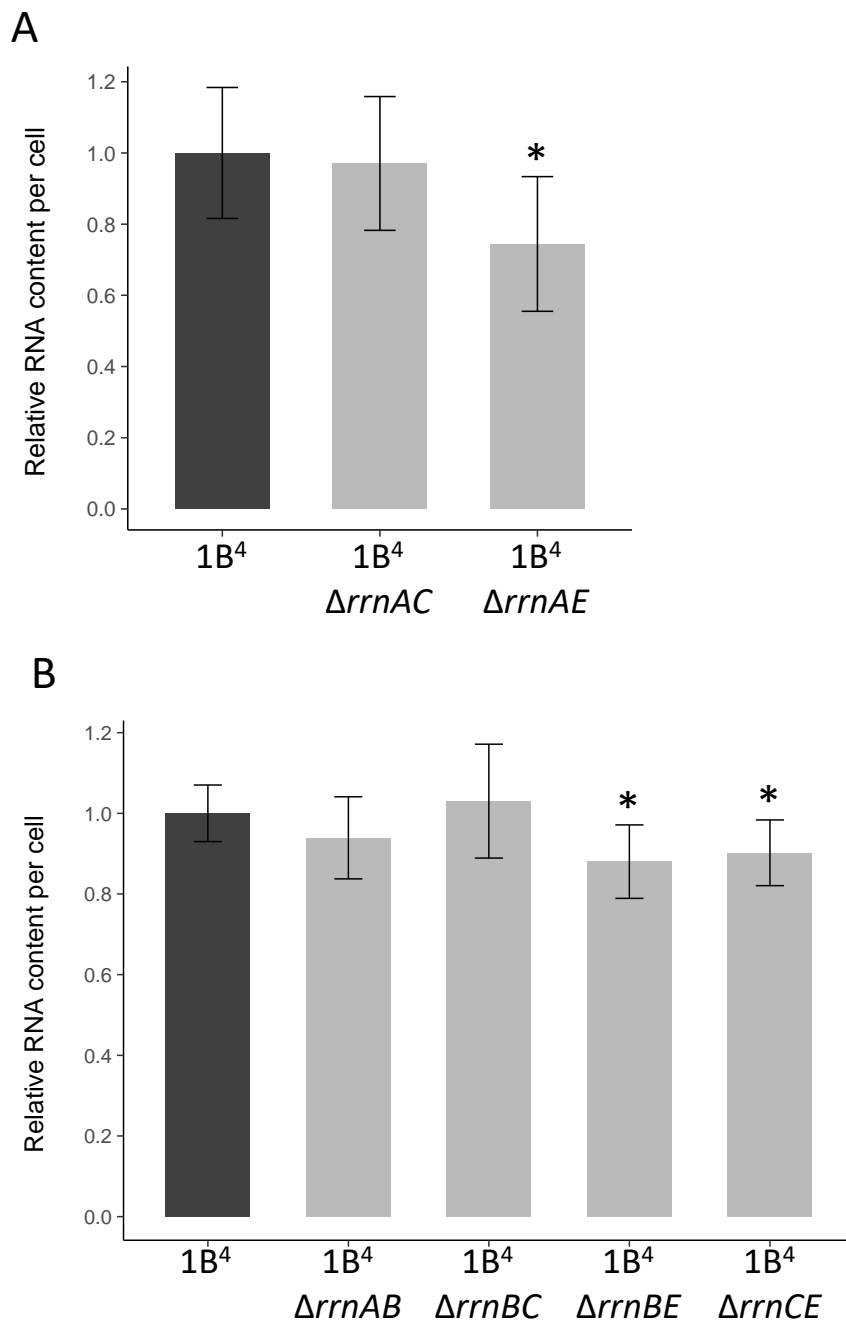 A
Relative RNA content per cell
1.2
1.0
0.8
0.6
0.4
0.2
0.0
*
1B⁴ 1B⁴ 1B⁴
ΔrrnAC ΔrrnAE
B
Relative RNA content per cell
1.2
1.0
0.8
0.6
0.4
0.2
0.0
* *
1B⁴ 1B⁴ 1B⁴ 1B⁴ 1B⁴
ΔrrnAB ΔrrnBC ΔrrnBE ΔrrnCE